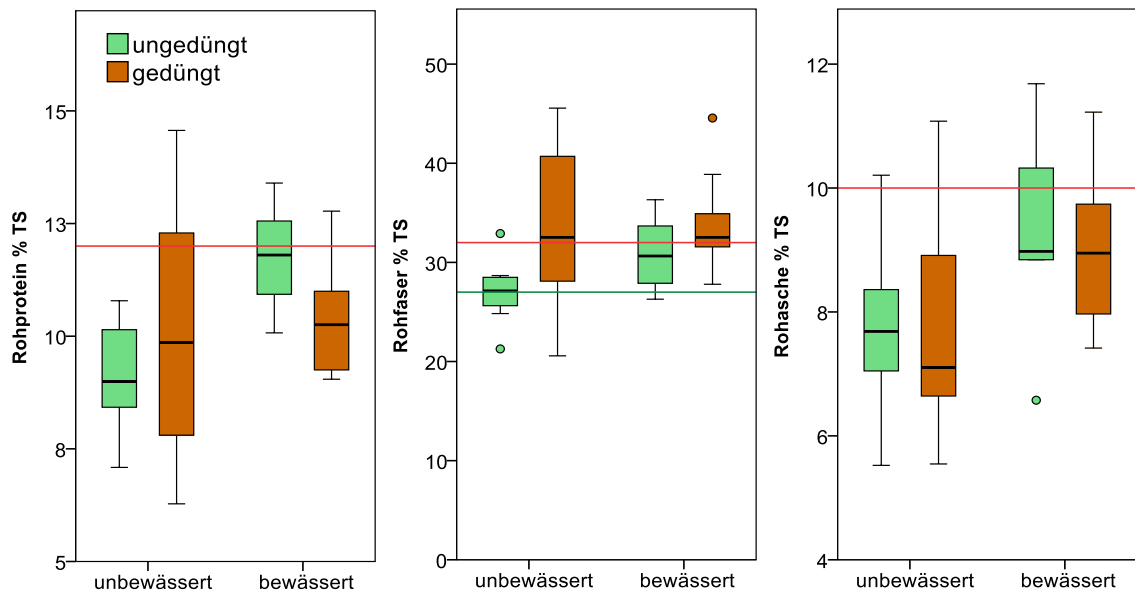 ungedüngt
gedüngt
Rohprotein % TS
15
13
10
8
5
unbewässert
bewässert
Rohfaser % TS
50
40
30
20
10
0
unbewässert
bewässert
Rohasche % TS
12
10
8
6
4
unbewässert
bewässert